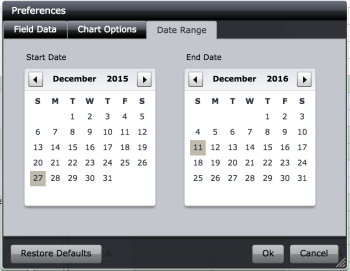 Preferences
Field Data Chart Options Date Range
Start Date End Date
December 2015 December 2016
S M T W T F S S M T W T F S
1 2 3 4 5 1 2 3
6 7 8 9 10 11 12 4 5 6 7 8 9 10
13 14 15 16 17 18 19 11 12 13 14 15 16 17
20 21 22 23 24 25 26 18 19 20 21 22 23 24
27 28 29 30 31 25 26 27 28 29 30 31
Restore Defaults Ok Cancel